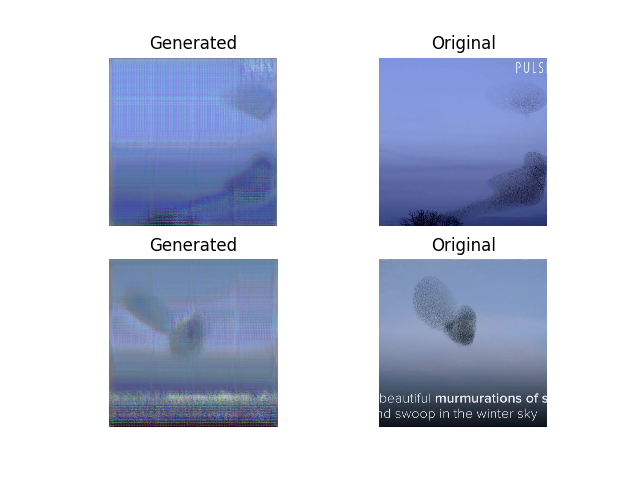 Generated
Original
PULS
Generated
Original
beautiful murmurations of s
nd swoop in the winter sky